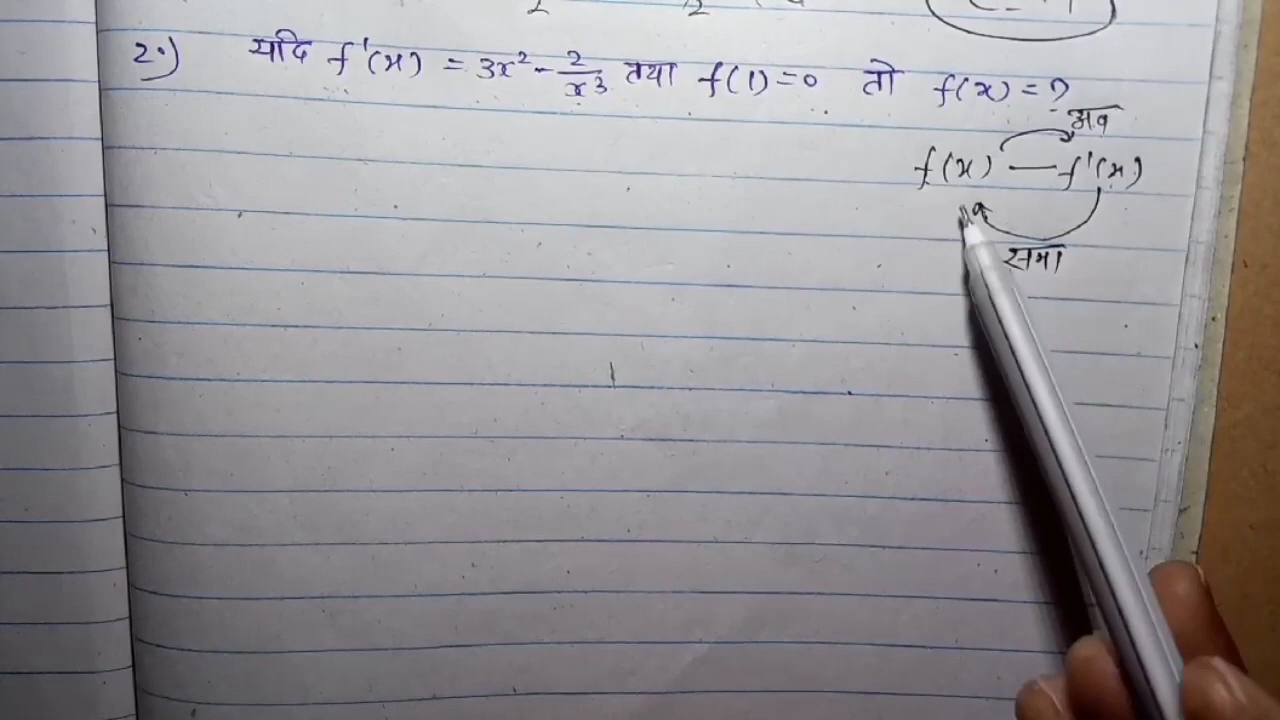 2.) यदि f'(x) = 3x² - 2/x³ तथा f(1) = 0 तो f(x) = ?
अव
f(x) — f'(x)
समा